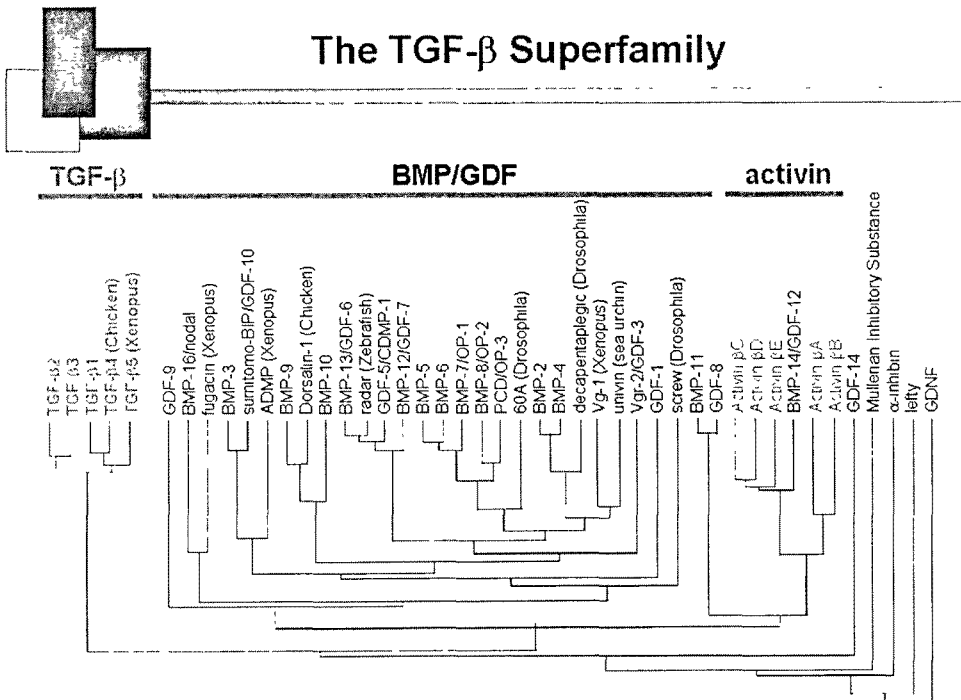 The TGF-β Superfamily
TGF-β
BMP/GDF
activin
TGF-β2
TGF β3
TGF-β1
TGF-β4 (Chicken)
TGF-β5 (Xenopus)
GDF-9
BMP-16/nodal
fugacin (Xenopus)
BMP-3
sumitomo-BIP/GDF-10
ADMP (Xenopus)
BMP-9
Dorsalin-1 (Chicken)
BMP-10
BMP-13/GDF-6
radar (Zebrafish)
GDF-5/CDMP-1
BMP-12/GDF-7
BMP-5
BMP-6
BMP-7/OP-1
BMP-8/OP-2
PCD/OP-3
60A (Drosophila)
BMP-2
BMP-4
decapentaplegic (Drosophila)
Vg-1 (Xenopus)
univin (sea urchin)
Vgr-2/GDF-3
GDF-1
screw (Drosophila)
BMP-11
GDF-8
Activin βC
Activin βD
Activin βE
BMP-14/GDF-12
Activin βA
Activin βB
GDF-14
Mullerian Inhibitory Substance
α-inhibin
lefty
GDNF